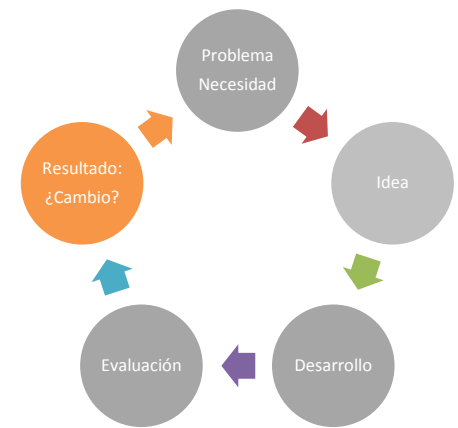 Problema
Necesidad
Idea
Desarrollo
Evaluación
Resultado:
¿Cambio?